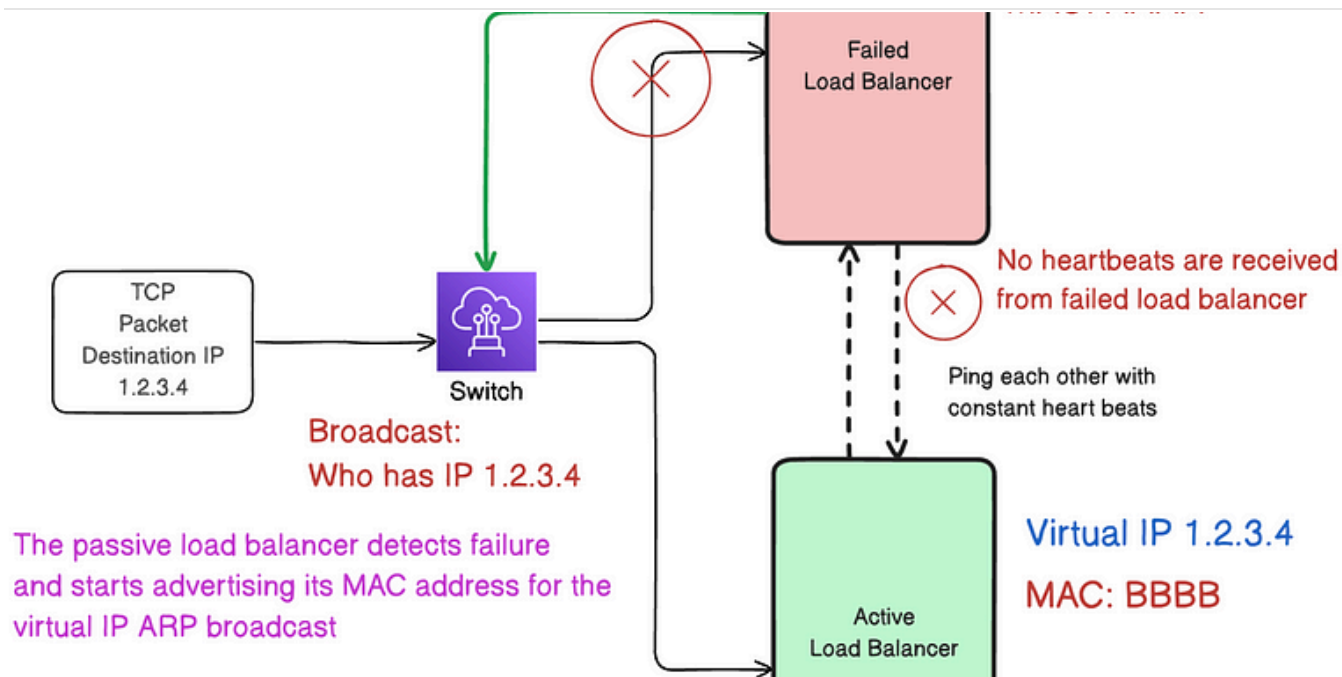 Failed
Load Balancer
TCP
Packet
Destination IP
1.2.3.4
Switch
No heartbeats are received
from failed load balancer
Ping each other with
constant heart beats
Broadcast:
Who has IP 1.2.3.4
The passive load balancer detects failure
and starts advertising its MAC address for the
virtual IP ARP broadcast
Virtual IP 1.2.3.4
MAC: BBBB
Active
Load Balancer